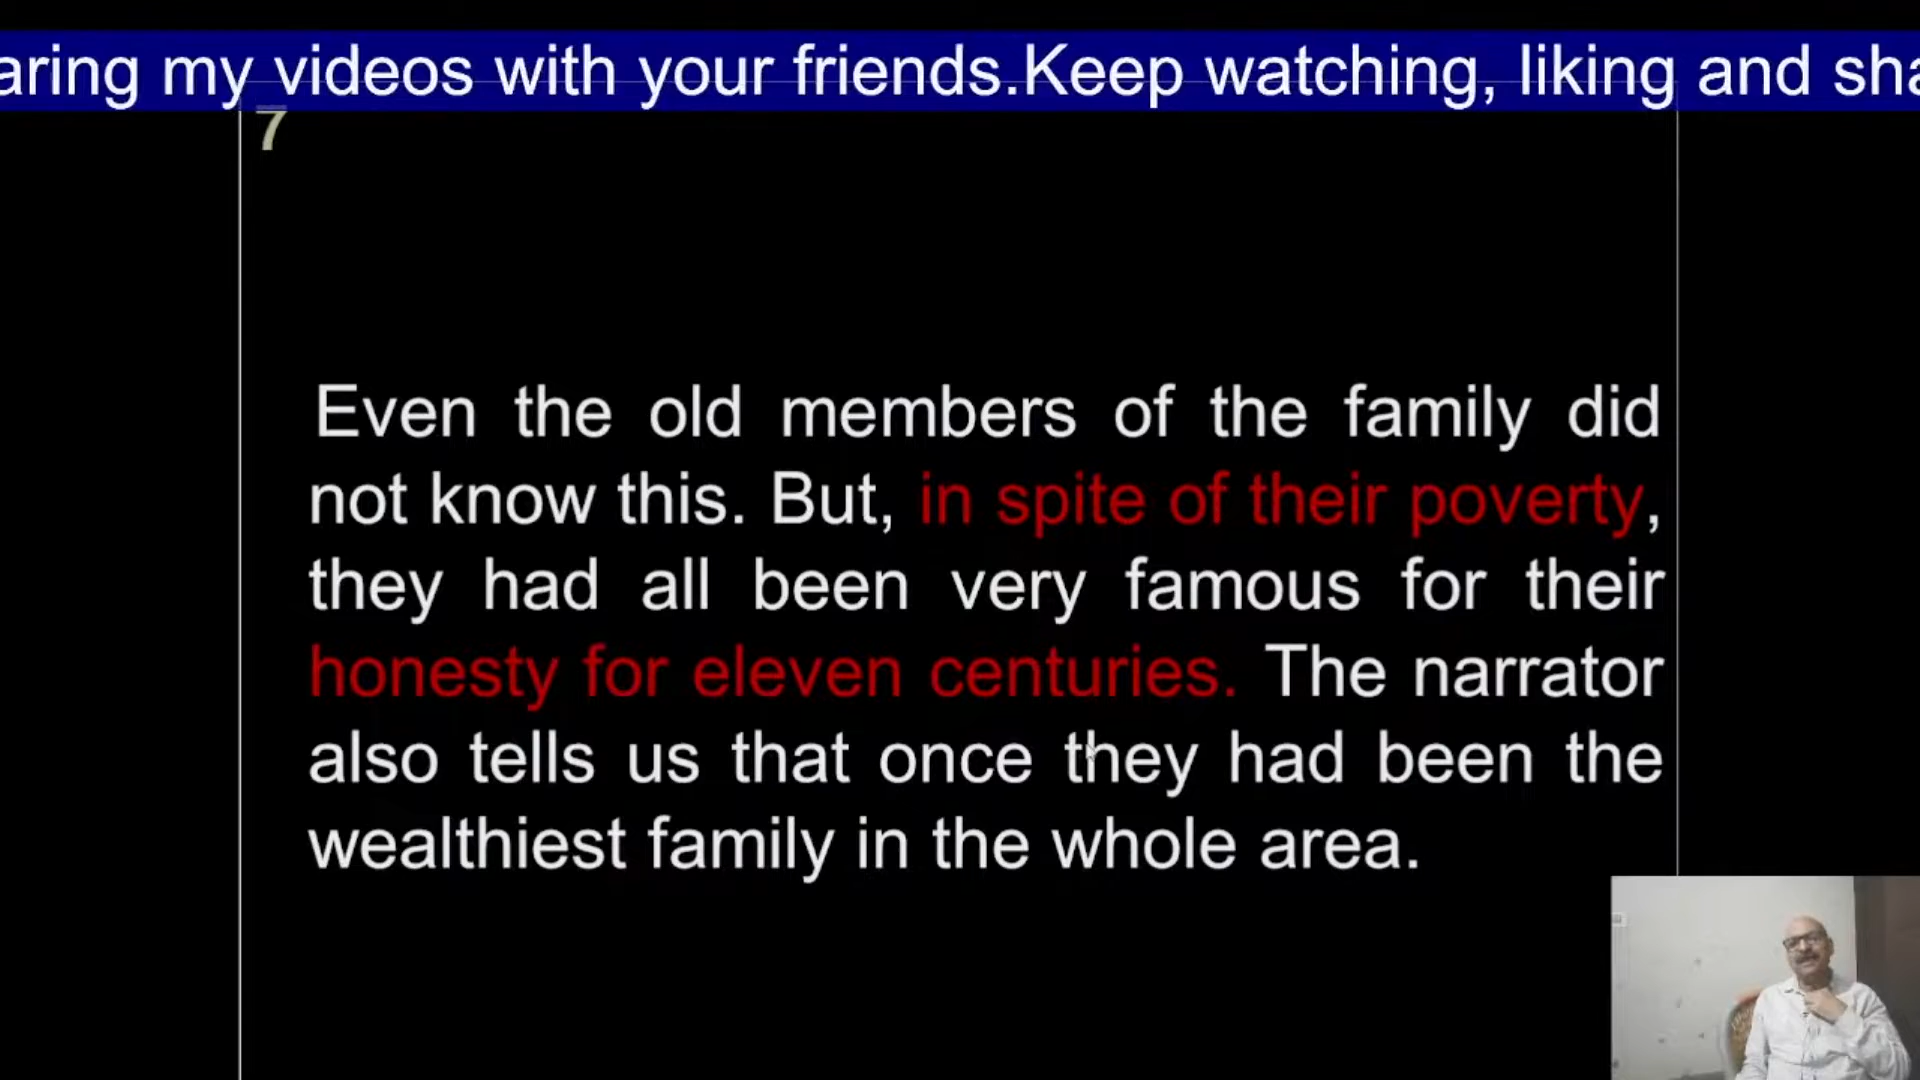 aring my videos with your friends.Keep watching, liking and sha
7
Even the old members of the family did
not know this. But, in spite of their poverty,
they had all been very famous for their
honesty for eleven centuries. The narrator
also tells us that once they had been the
wealthiest family in the whole area.